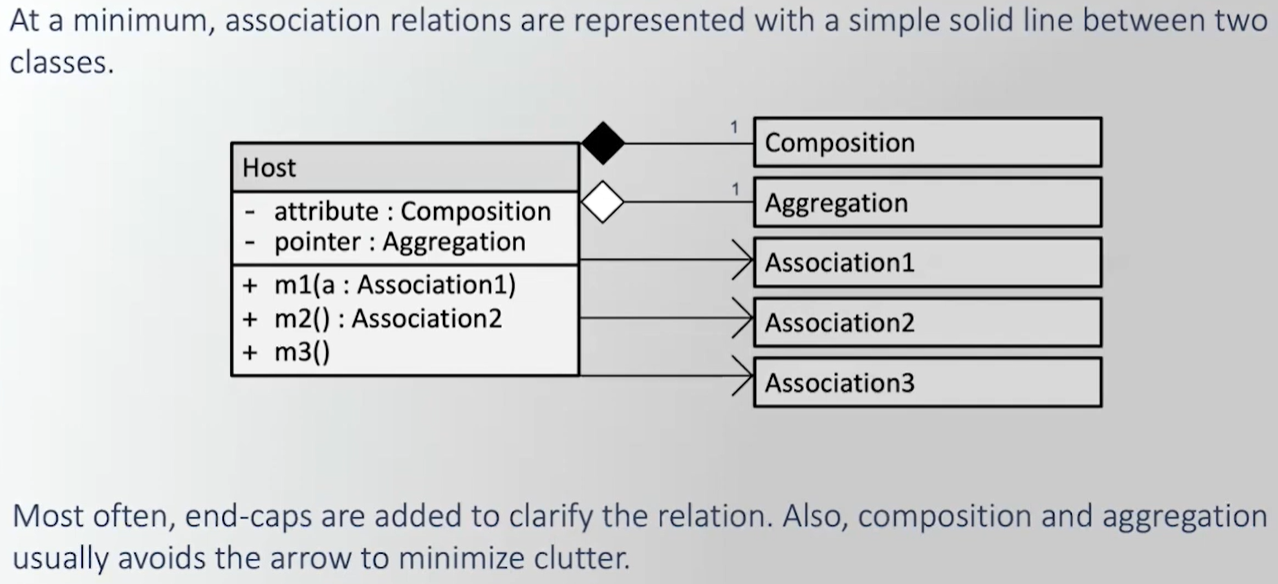 At a minimum, association relations are represented with a simple solid line between two
classes.
Host
- attribute : Composition
- pointer : Aggregation
+ m1(a : Association1)
+ m2() : Association2
+ m3()
1
Composition
1
Aggregation
Association1
Association2
Association3
Most often, end-caps are added to clarify the relation. Also, composition and aggregation
usually avoids the arrow to minimize clutter.